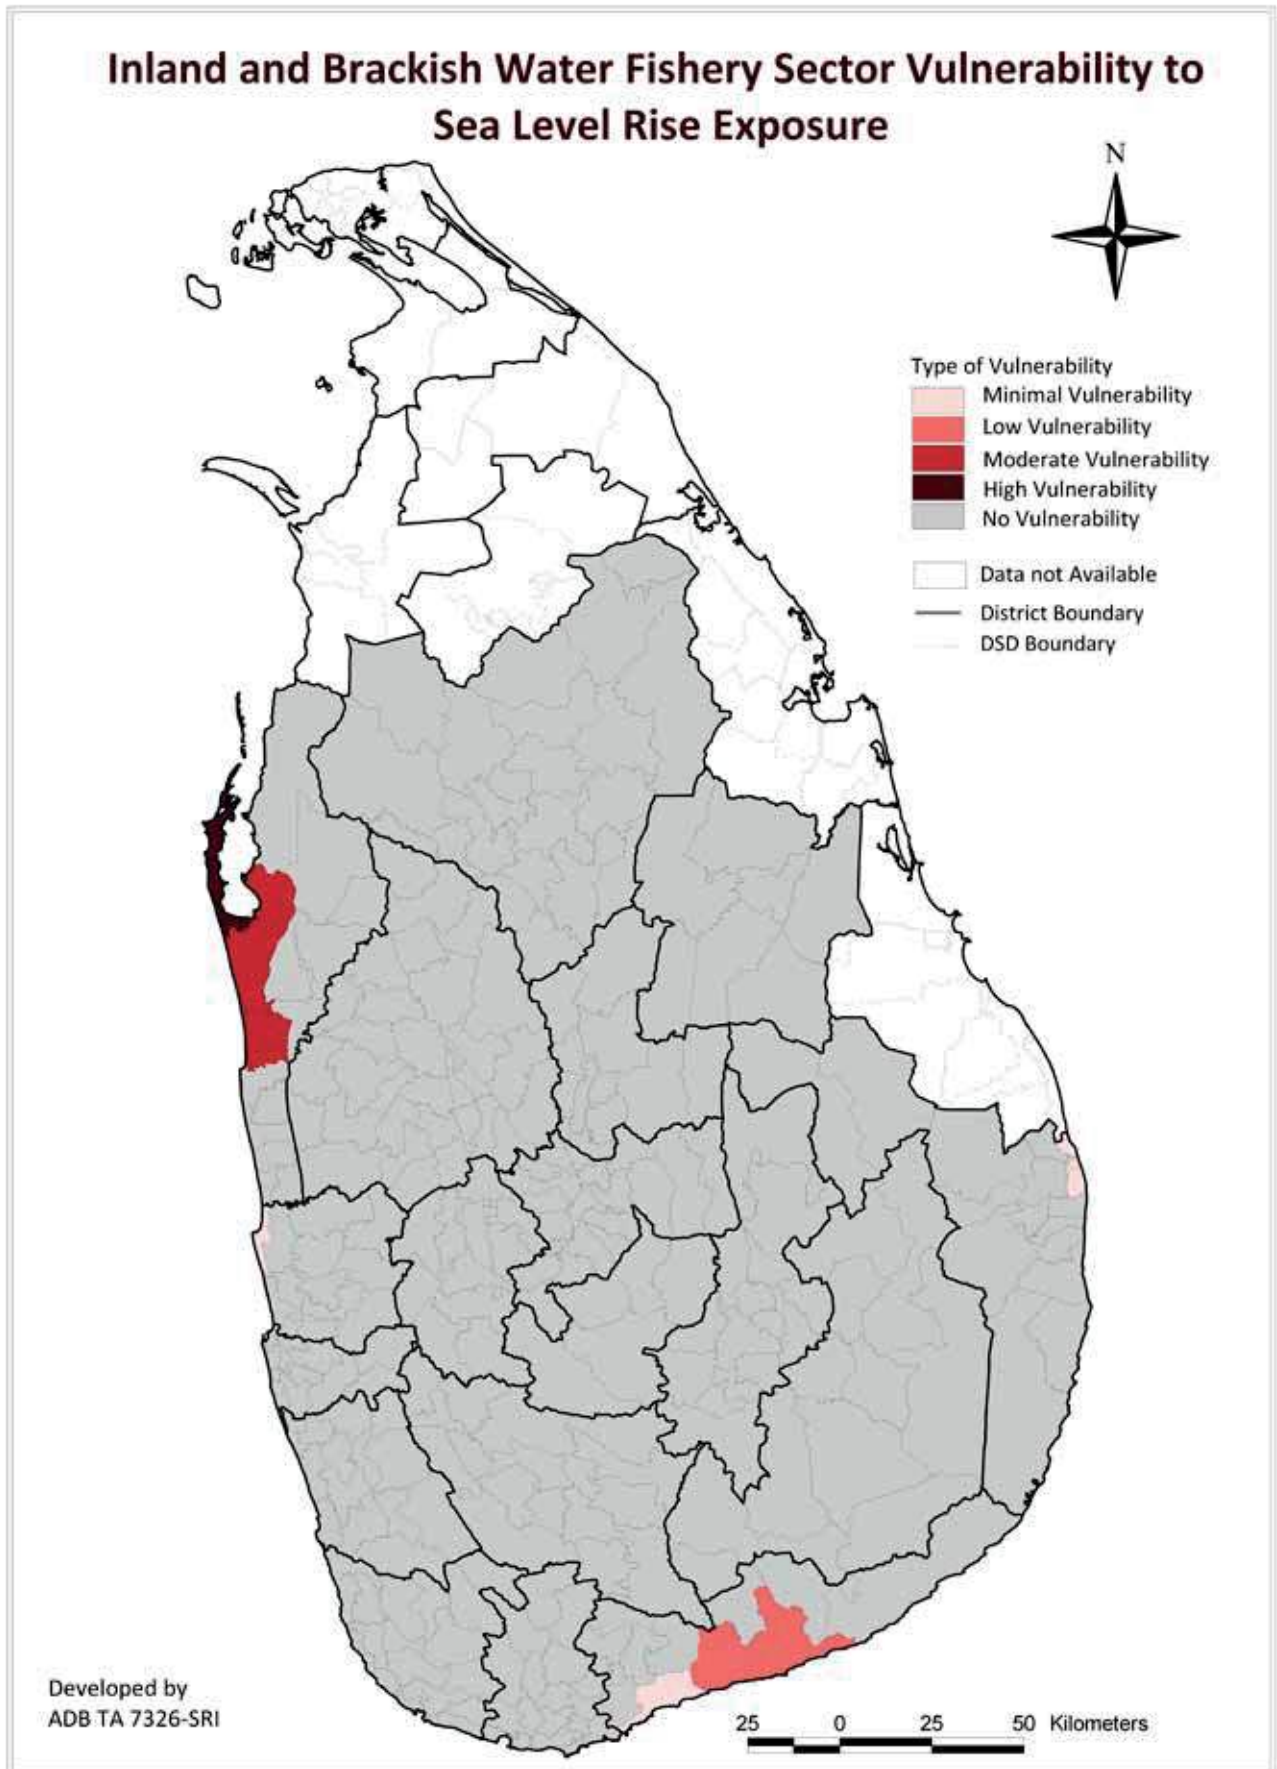 Inland and Brackish Water Fishery Sector Vulnerability to
Sea Level Rise Exposure
N
Type of Vulnerability
Minimal Vulnerability
Low Vulnerability
Moderate Vulnerability
High Vulnerability
No Vulnerability
Data not Available
District Boundary
DSD Boundary
Developed by
ADB TA 7326-SRI
25 0 25 50 Kilometers